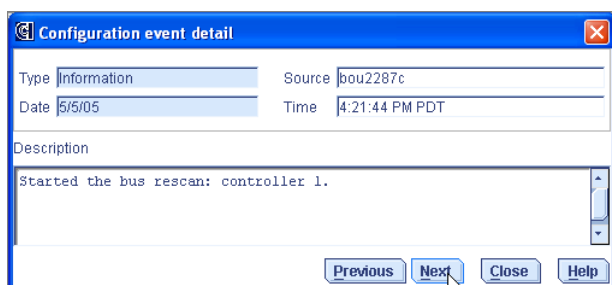 Configuration event detail
Type Information Source bou2287c
Date 5/5/05 Time 4:21:44 PM PDT
Description
Started the bus rescan: controller 1.
Previous Next Close Help